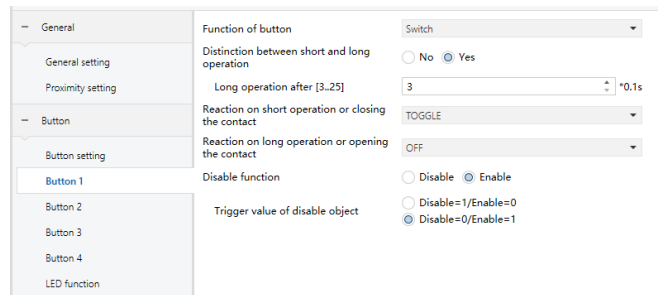 − General
General setting
Proximity setting
− Button
Button setting
Button 1
Button 2
Button 3
Button 4
LED function
Function of button
Switch
Distinction between short and long
operation
No Yes
Long operation after [3..25]
3
*0.1s
Reaction on short operation or closing
the contact
TOGGLE
Reaction on long operation or opening
the contact
OFF
Disable function
Disable Enable
Trigger value of disable object
Disable=1/Enable=0
Disable=0/Enable=1